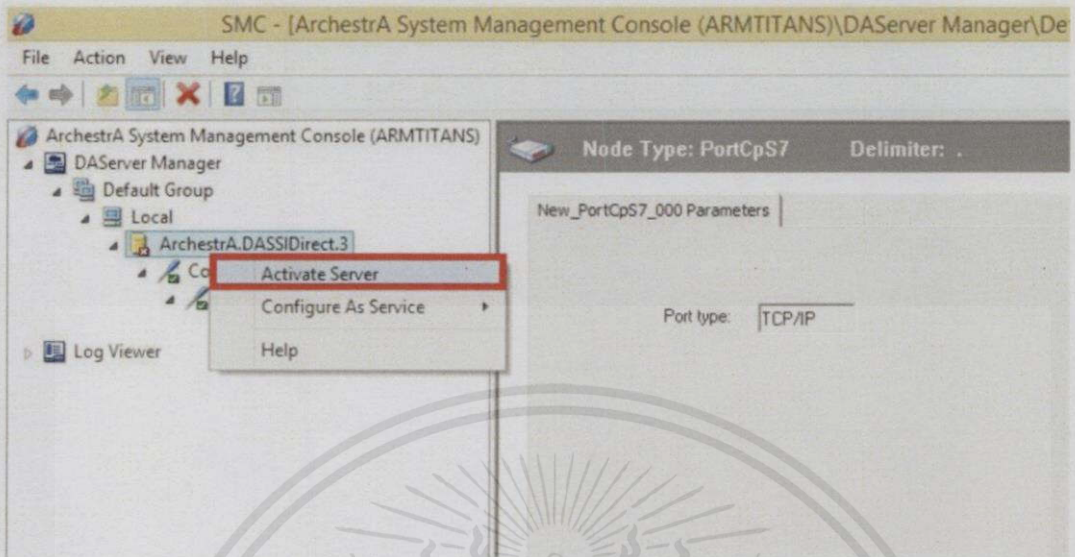 SMC - [ArchestrA System Management Console (ARMTITANS)\DAServer Manager\De
File Action View Help
ArchestrA System Management Console (ARMTITANS)
DAServer Manager
Default Group
Local
ArchestrA.DASSIDirect.3
Co
Log Viewer
Activate Server
Configure As Service
Help
Node Type: PortCpS7 Delimiter: .
New_PortCpS7_000 Parameters
Port type: TCP/IP